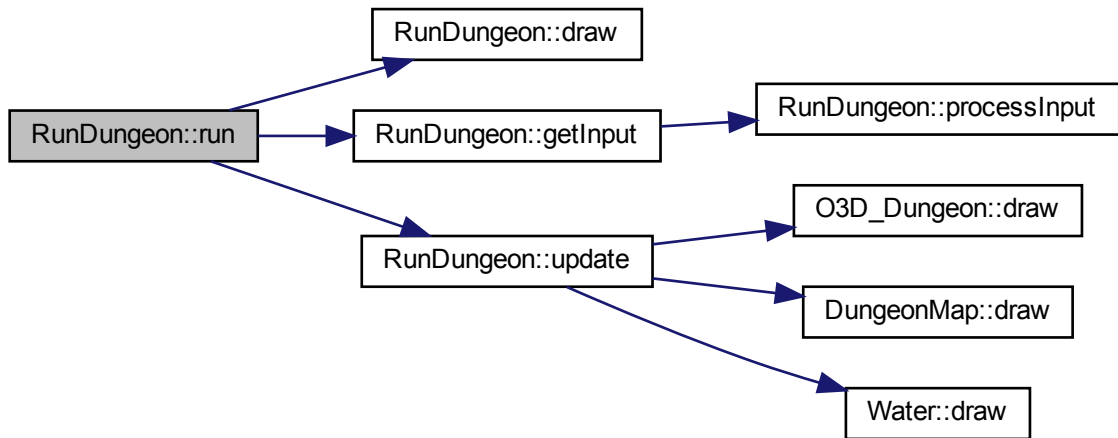 RunDungeon::draw
RunDungeon::run
RunDungeon::getInput
RunDungeon::processInput
RunDungeon::update
O3D_Dungeon::draw
DungeonMap::draw
Water::draw